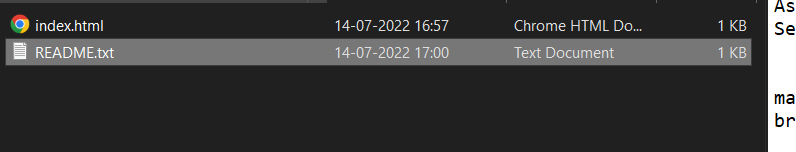 index.html 14-07-2022 16:57 Chrome HTML Do... 1 KB
README.txt 14-07-2022 17:00 Text Document 1 KB
As
Se
ma
br